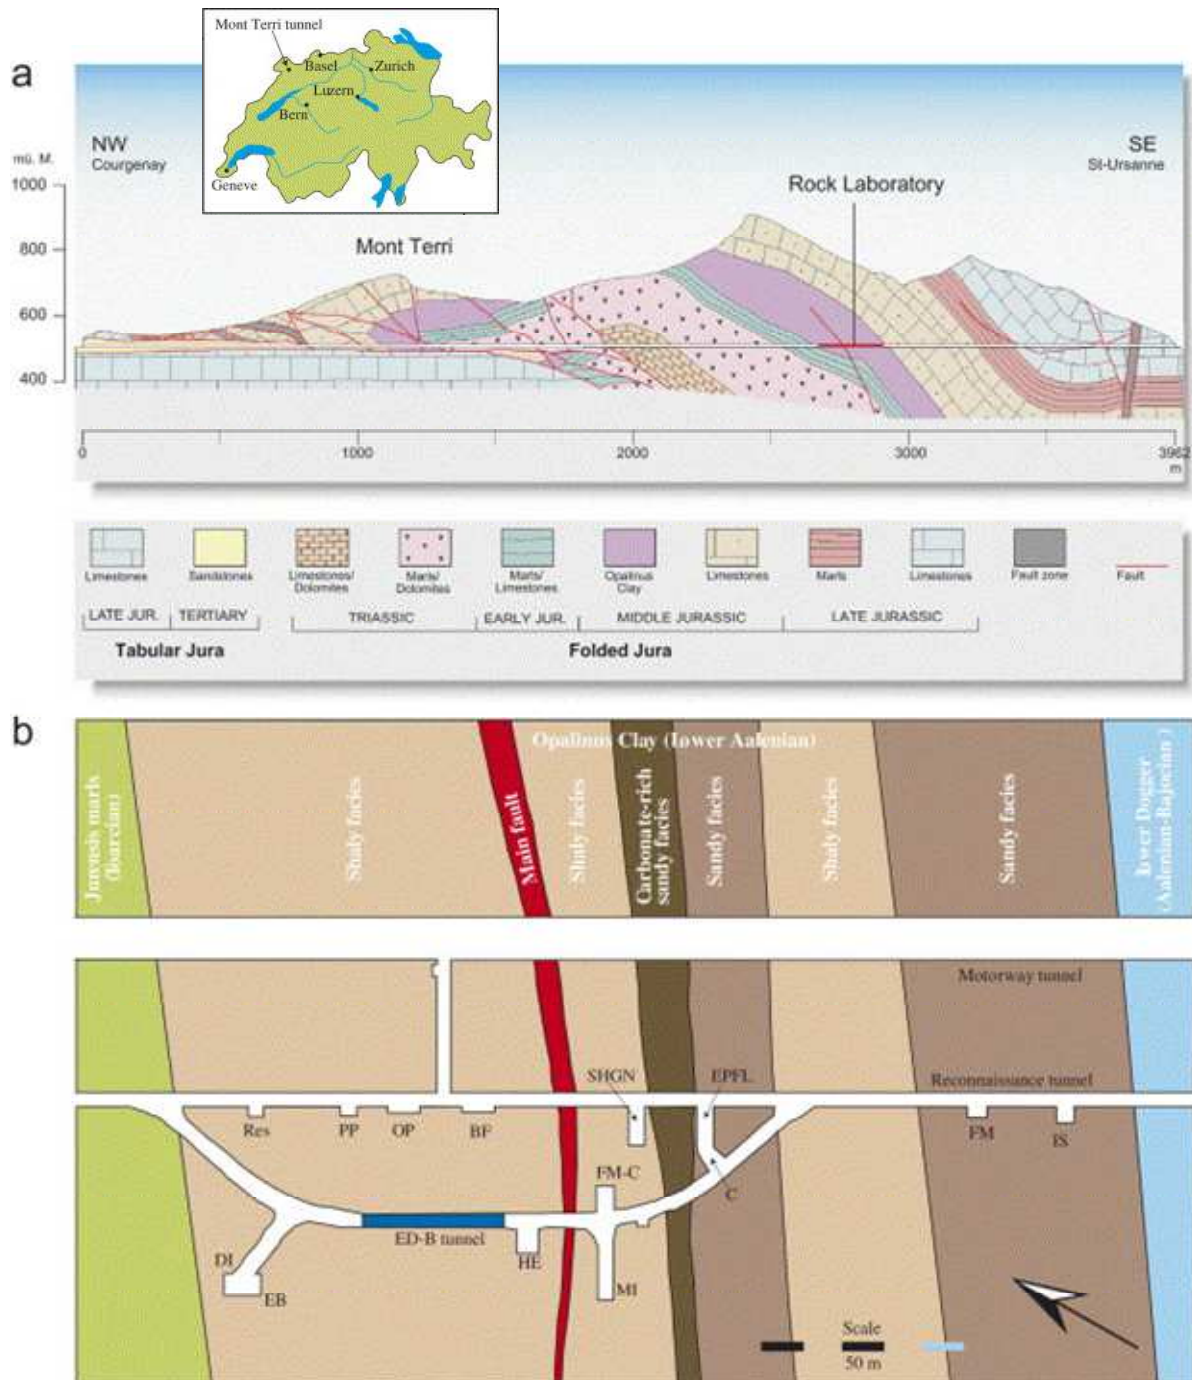 a
Mont Terri tunnel
Basel
Zurich
Luzern
Bern
Geneve
NW
Courgenay
SE
St-Ursanne
mü. M.
1000
800
600
400
Mont Terri
Rock Laboratory
0
1000
2000
3000
3962
m
Limestones
Sandstones
Limestones/
Dolomites
Marls/
Dolomites
Marls/
Limestones
Opalinus
Clay
Limestones
Marls
Limestones
Fault zone
Fault
LATE JUR.
TERTIARY
TRIASSIC
EARLY JUR.
MIDDLE JURASSIC
LATE JURASSIC
Tabular Jura
Folded Jura
b
Opalinus Clay (lower Aalenian)
Jurensis marls
(Toarcian)
Shaly facies
Main fault
Shaly facies
Carbonate-rich
sandy facies
Sandy facies
Shaly facies
Sandy facies
Lower Dogger
(Aalenian-Bajocian)
Motorway tunnel
SHGN
EPFL
Reconnaissance tunnel
Res
PP
OP
BF
FM
IS
FM-C
C
ED-B tunnel
DI
HE
EB
MI
Scale
50 m